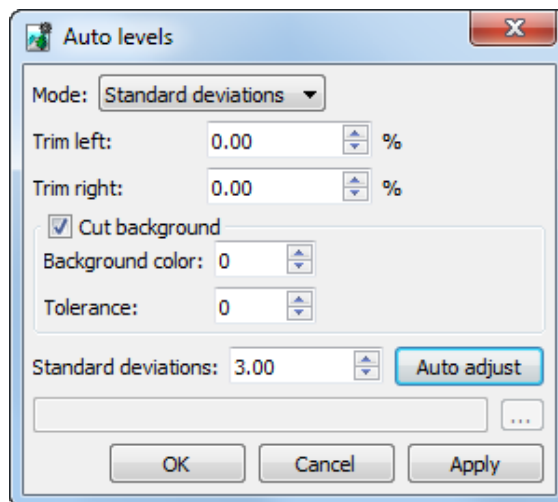 Auto levels
Mode: Standard deviations
Trim left: 0.00 %
Trim right: 0.00 %
Cut background
Background color: 0
Tolerance: 0
Standard deviations: 3.00 Auto adjust
...
OK Cancel Apply